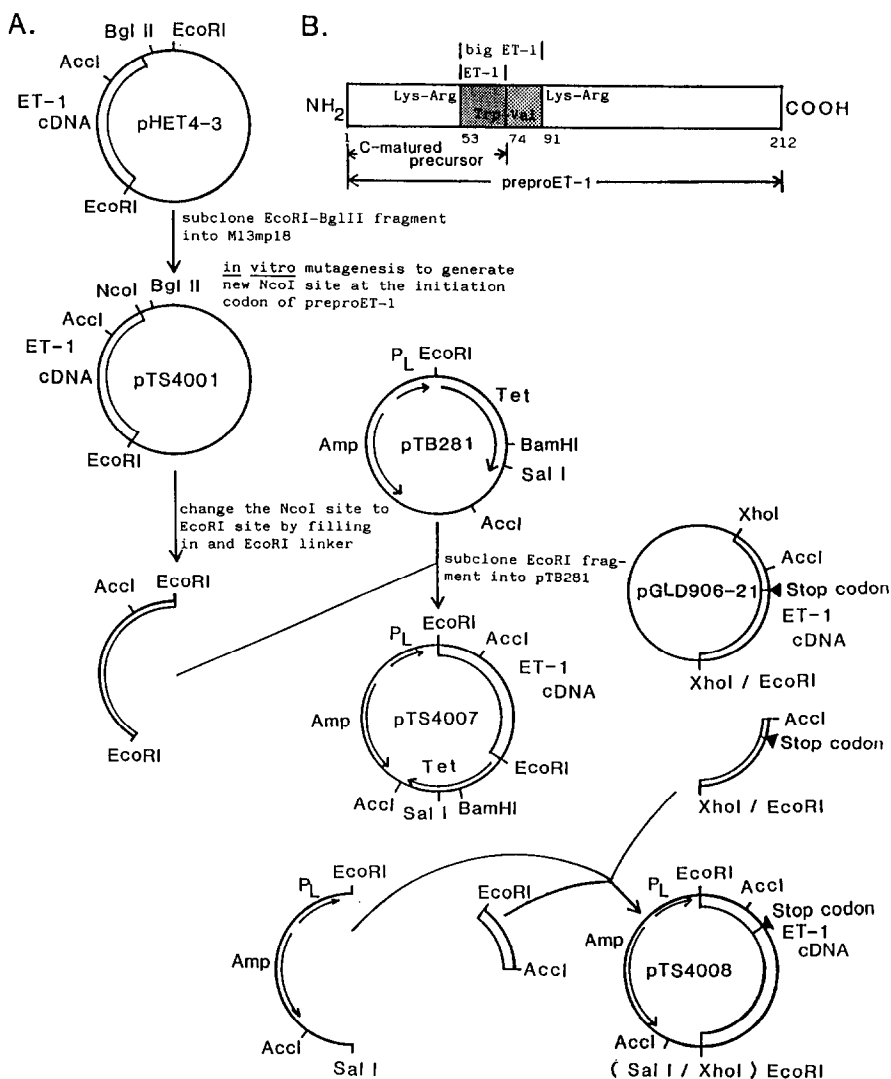 A.
Bgl II
EcoRI
AccI
ET-1
cDNA
pHET4-3
EcoRI
subclone EcoRI-BglII fragment
into M13mp18
in vitro mutagenesis to generate
new NcoI site at the initiation
codon of preproET-1
NcoI
Bgl II
AccI
ET-1
cDNA
pTS4001
EcoRI
change the NcoI site to
EcoRI site by filling
in and EcoRI linker
EcoRI
AccI
EcoRI
B.
big ET-1
ET-1
NH2
Lys-Arg
Trp
Val
Lys-Arg
COOH
1
53
74
91
212
C-matured
precursor
preproET-1
PL
EcoRI
Tet
Amp
pTB281
BamHI
Sal I
AccI
subclone EcoRI frag-
ment into pTB281
EcoRI
PL
AccI
ET-1
cDNA
Amp
pTS4007
Tet
EcoRI
AccI
Sal I
BamHI
XhoI
AccI
pGLD906-21
Stop codon
ET-1
cDNA
XhoI / EcoRI
AccI
Stop codon
XhoI / EcoRI
EcoRI
PL
Amp
AccI
Sal I
EcoRI
AccI
EcoRI
PL
AccI
Stop codon
ET-1
cDNA
Amp
pTS4008
AccI
( Sal I / XhoI ) EcoRI